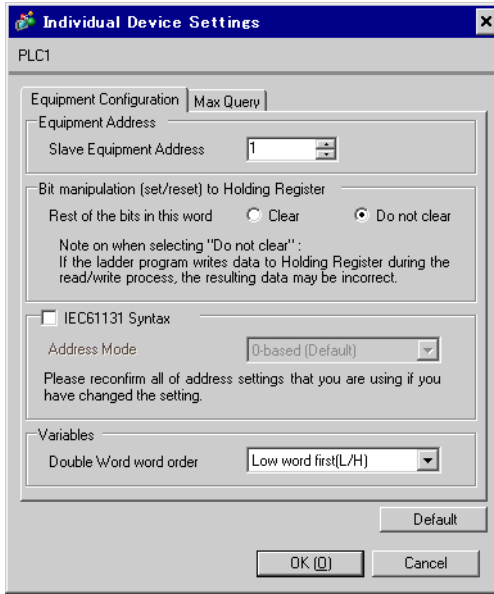 Individual Device Settings
PLC1
Equipment Configuration Max Query
Equipment Address
Slave Equipment Address 1
Bit manipulation (set/reset) to Holding Register
Rest of the bits in this word Clear Do not clear
Note on when selecting "Do not clear" :
If the ladder program writes data to Holding Register during the
read/write process, the resulting data may be incorrect.
IEC61131 Syntax
Address Mode 0-based (Default)
Please reconfirm all of address settings that you are using if you
have changed the setting.
Variables
Double Word word order Low word first(L/H)
Default
OK (O) Cancel